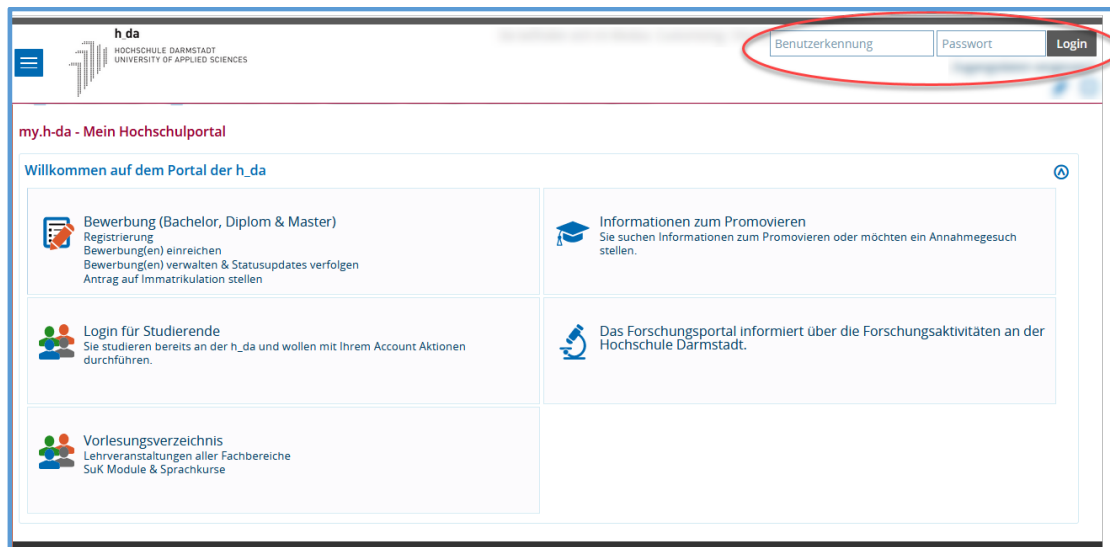 h_da
HOCHSCHULE DARMSTADT
UNIVERSITY OF APPLIED SCIENCES
Benutzerkennung
Passwort
Login
my.h-da - Mein Hochschulportal
Willkommen auf dem Portal der h_da
Bewerbung (Bachelor, Diplom & Master)
Registrierung
Bewerbung(en) einreichen
Bewerbung(en) verwalten & Statusupdates verfolgen
Antrag auf Immatrikulation stellen
Informationen zum Promovieren
Sie suchen Informationen zum Promovieren oder möchten ein Annahmegesuch
stellen.
Login für Studierende
Sie studieren bereits an der h_da und wollen mit Ihrem Account Aktionen
durchführen.
Das Forschungsportal informiert über die Forschungsaktivitäten an der
Hochschule Darmstadt.
Vorlesungsverzeichnis
Lehrveranstaltungen aller Fachbereiche
SuK Module & Sprachkurse